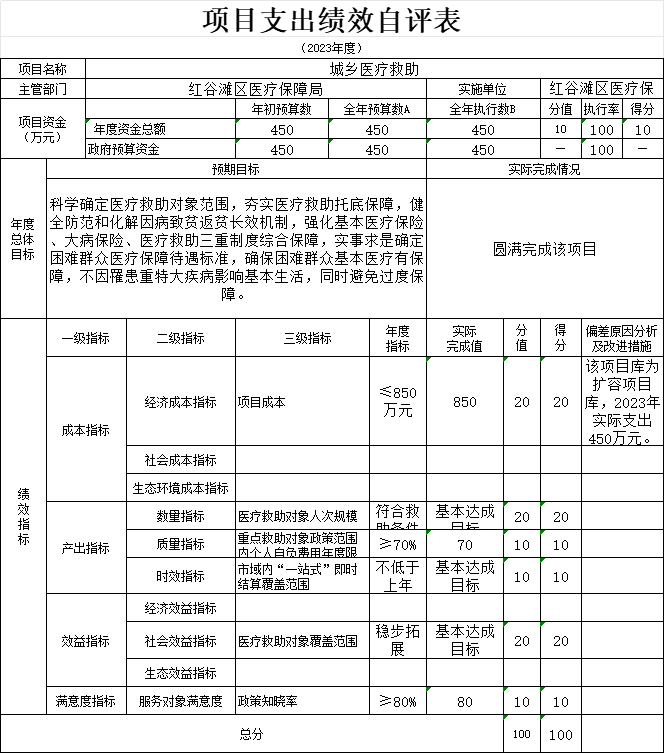 项目支出绩效自评表
（2023年度）
项目名称 城乡医疗救助
主管部门 红谷滩区医疗保障局 实施单位 红谷滩区医疗保
项目资金（万元） 年初预算数 全年预算数A 全年执行数B 分值 执行率 得分
年度资金总额 450 450 450 10 100 10
政府预算资金 450 450 450 — 100 —
年度总体目标 预期目标 实际完成情况
科学确定医疗救助对象范围，夯实医疗救助托底保障，健
全防范和化解因病致贫返贫长效机制，强化基本医疗保险
、大病保险、医疗救助三重制度综合保障，实事求是确定
困难群众医疗保障待遇标准，确保困难群众基本医疗有保
障，不因罹患重特大疾病影响基本生活，同时避免过度保
障。
圆满完成该项目
绩效指标 一级指标 二级指标 三级指标 年度指标 实际完成值 分值 得分 偏差原因分析及改进措施
成本指标 经济成本指标 项目成本 ≤850万元 850 20 20 该项目库为扩容项目库，2023年实际支出450万元。
社会成本指标
生态环境成本指标
产出指标 数量指标 医疗救助对象人次规模 符合救助条件 基本达成目标 20 20
质量指标 重点救助对象政策范围内个人自负费用年度限 ≥70% 70 10 10
时效指标 市域内“一站式”即时结算覆盖范围 不低于上年 基本达成目标 10 10
效益指标 经济效益指标
社会效益指标 医疗救助对象覆盖范围 稳步拓展 基本达成目标 20 20
生态效益指标
满意度指标 服务对象满意度 政策知晓率 ≥80% 80 10 10
总分 100 100